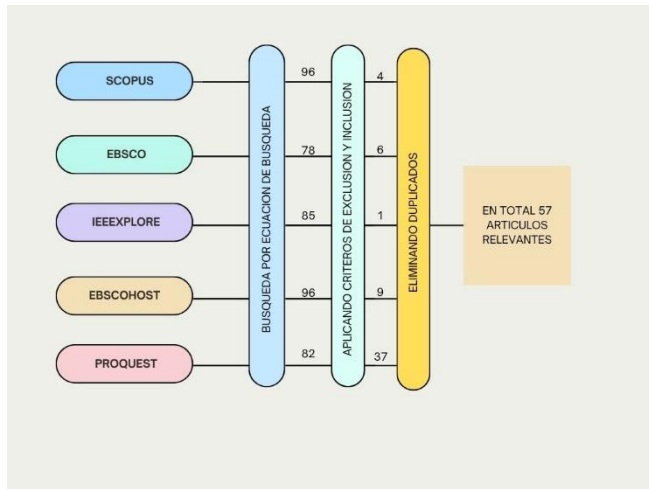 SCOPUS
EBSCO
IEEEXPLORE
EBSCOHOST
PROQUEST
BUSQUEDA POR ECUACION DE BUSQUEDA
96
78
85
96
82
APLICANDO CRITEROS DE EXCLUSION Y INCLUSION
4
6
1
9
37
ELIMINANDO DUPLICADOS
EN TOTAL 57
ARTICULOS
RELEVANTES